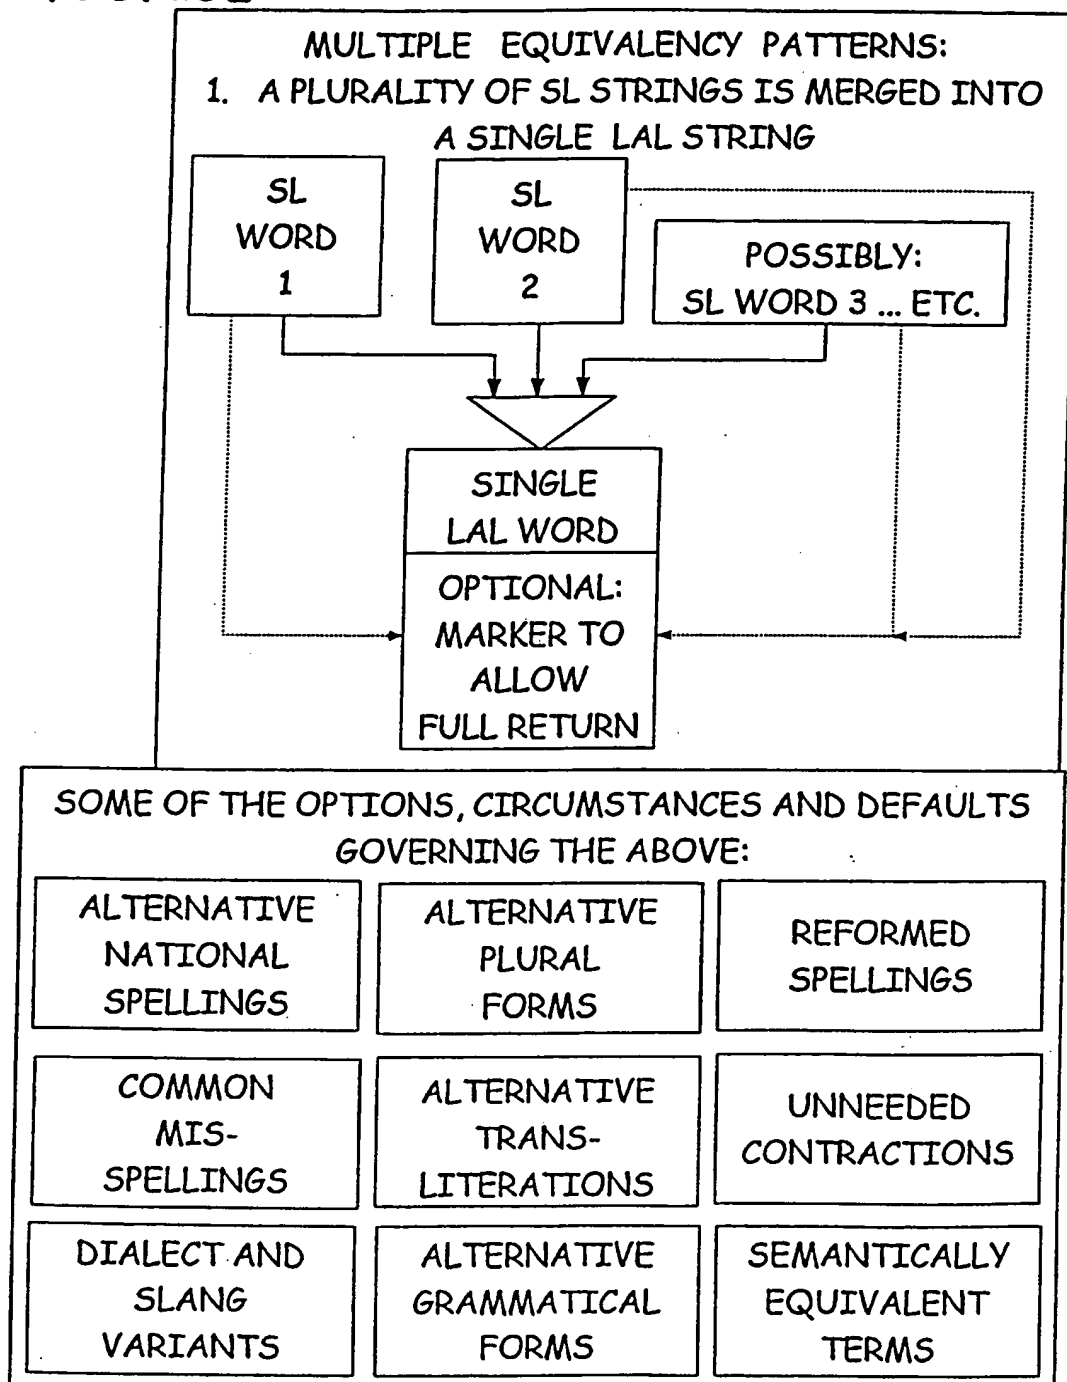 MULTIPLE EQUIVALENCY PATTERNS:
1. A PLURALITY OF SL STRINGS IS MERGED INTO
A SINGLE LAL STRING
SL
WORD
1
SL
WORD
2
POSSIBLY:
SL WORD 3 ... ETC.
SINGLE
LAL WORD
OPTIONAL:
MARKER TO
ALLOW
FULL RETURN
SOME OF THE OPTIONS, CIRCUMSTANCES AND DEFAULTS
GOVERNING THE ABOVE:
ALTERNATIVE
NATIONAL
SPELLINGS
ALTERNATIVE
PLURAL
FORMS
REFORMED
SPELLINGS
COMMON
MIS-
SPELLINGS
ALTERNATIVE
TRANS-
LITERATIONS
UNNEEDED
CONTRACTIONS
DIALECT AND
SLANG
VARIANTS
ALTERNATIVE
GRAMMATICAL
FORMS
SEMANTICALLY
EQUIVALENT
TERMS